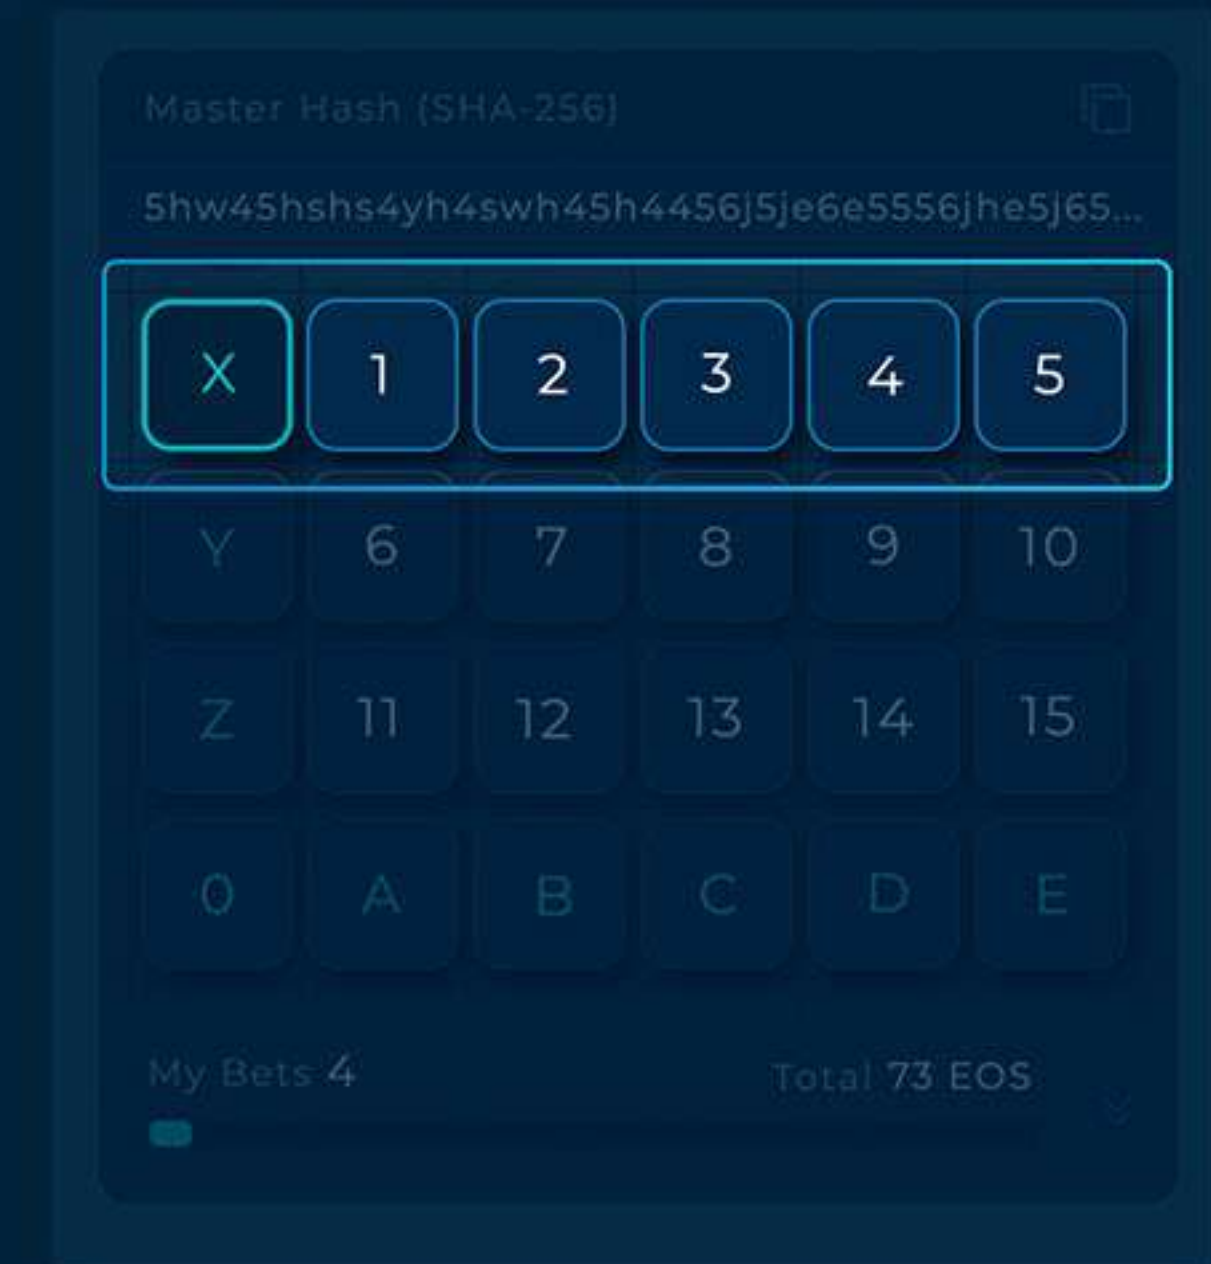 Master Hash (SHA-256)
5hw45hshs4yh4swh45h4456j5je6e5556jhe5j65...
X 1 2 3 4 5
Y 6 7 8 9 10
Z 11 12 13 14 15
0 A B C D E
My Bets 4 Total 73 EOS